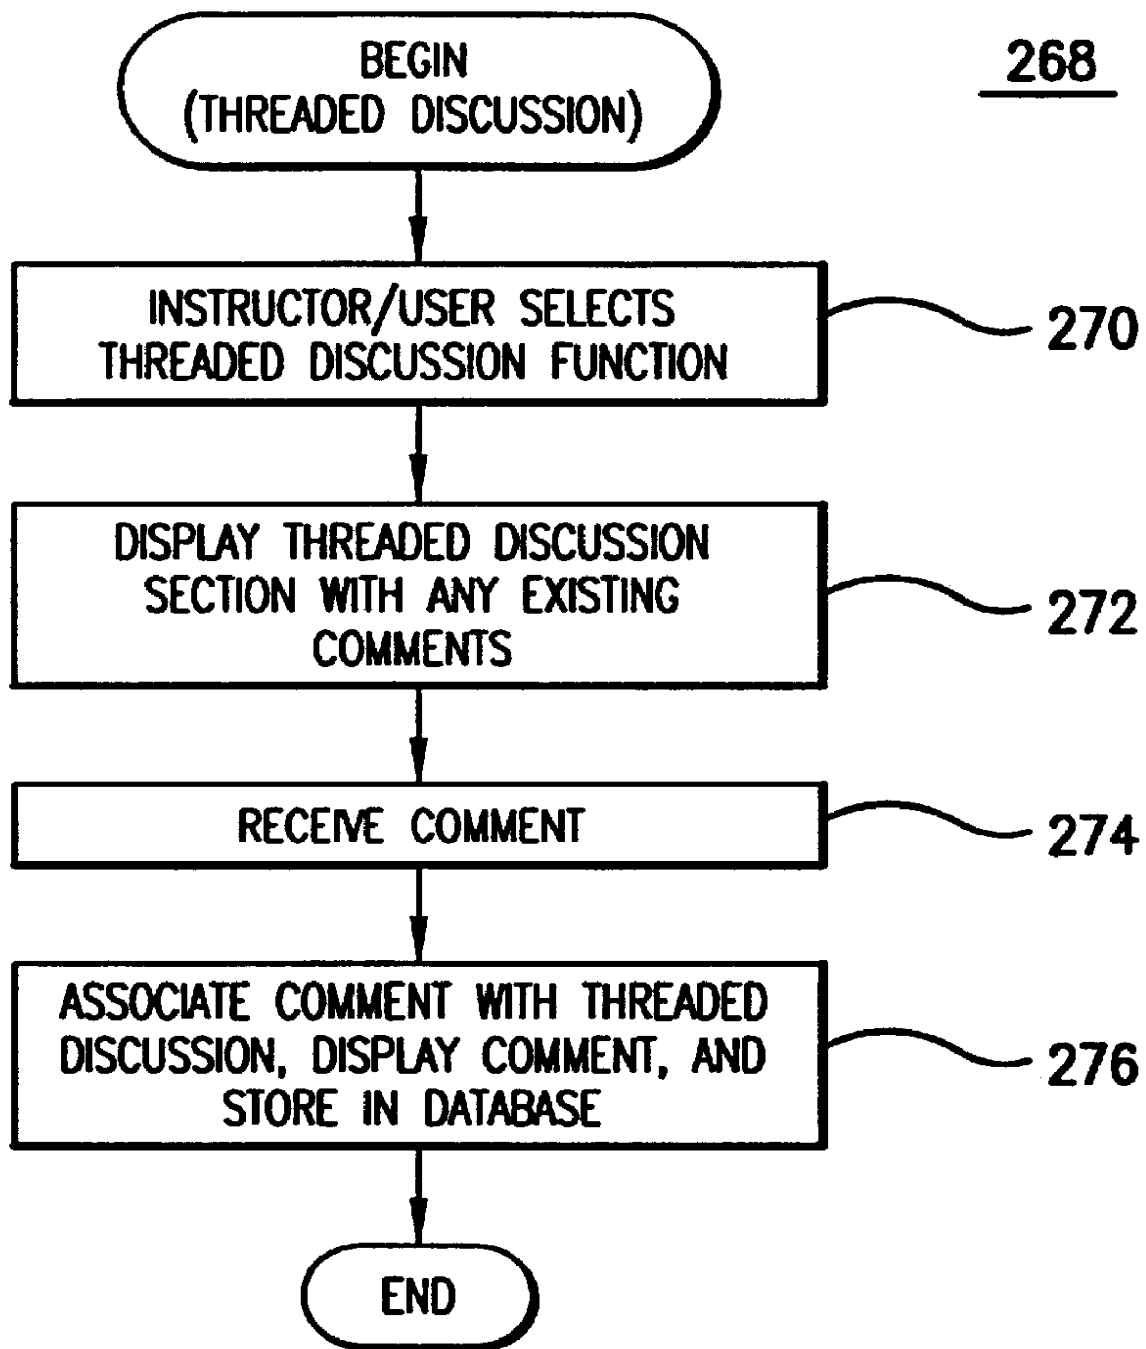 BEGIN
(THREADED DISCUSSION)
268
INSTRUCTOR/USER SELECTS
THREADED DISCUSSION FUNCTION
270
DISPLAY THREADED DISCUSSION
SECTION WITH ANY EXISTING
COMMENTS
272
RECEIVE COMMENT
274
ASSOCIATE COMMENT WITH THREADED
DISCUSSION, DISPLAY COMMENT, AND
STORE IN DATABASE
276
END